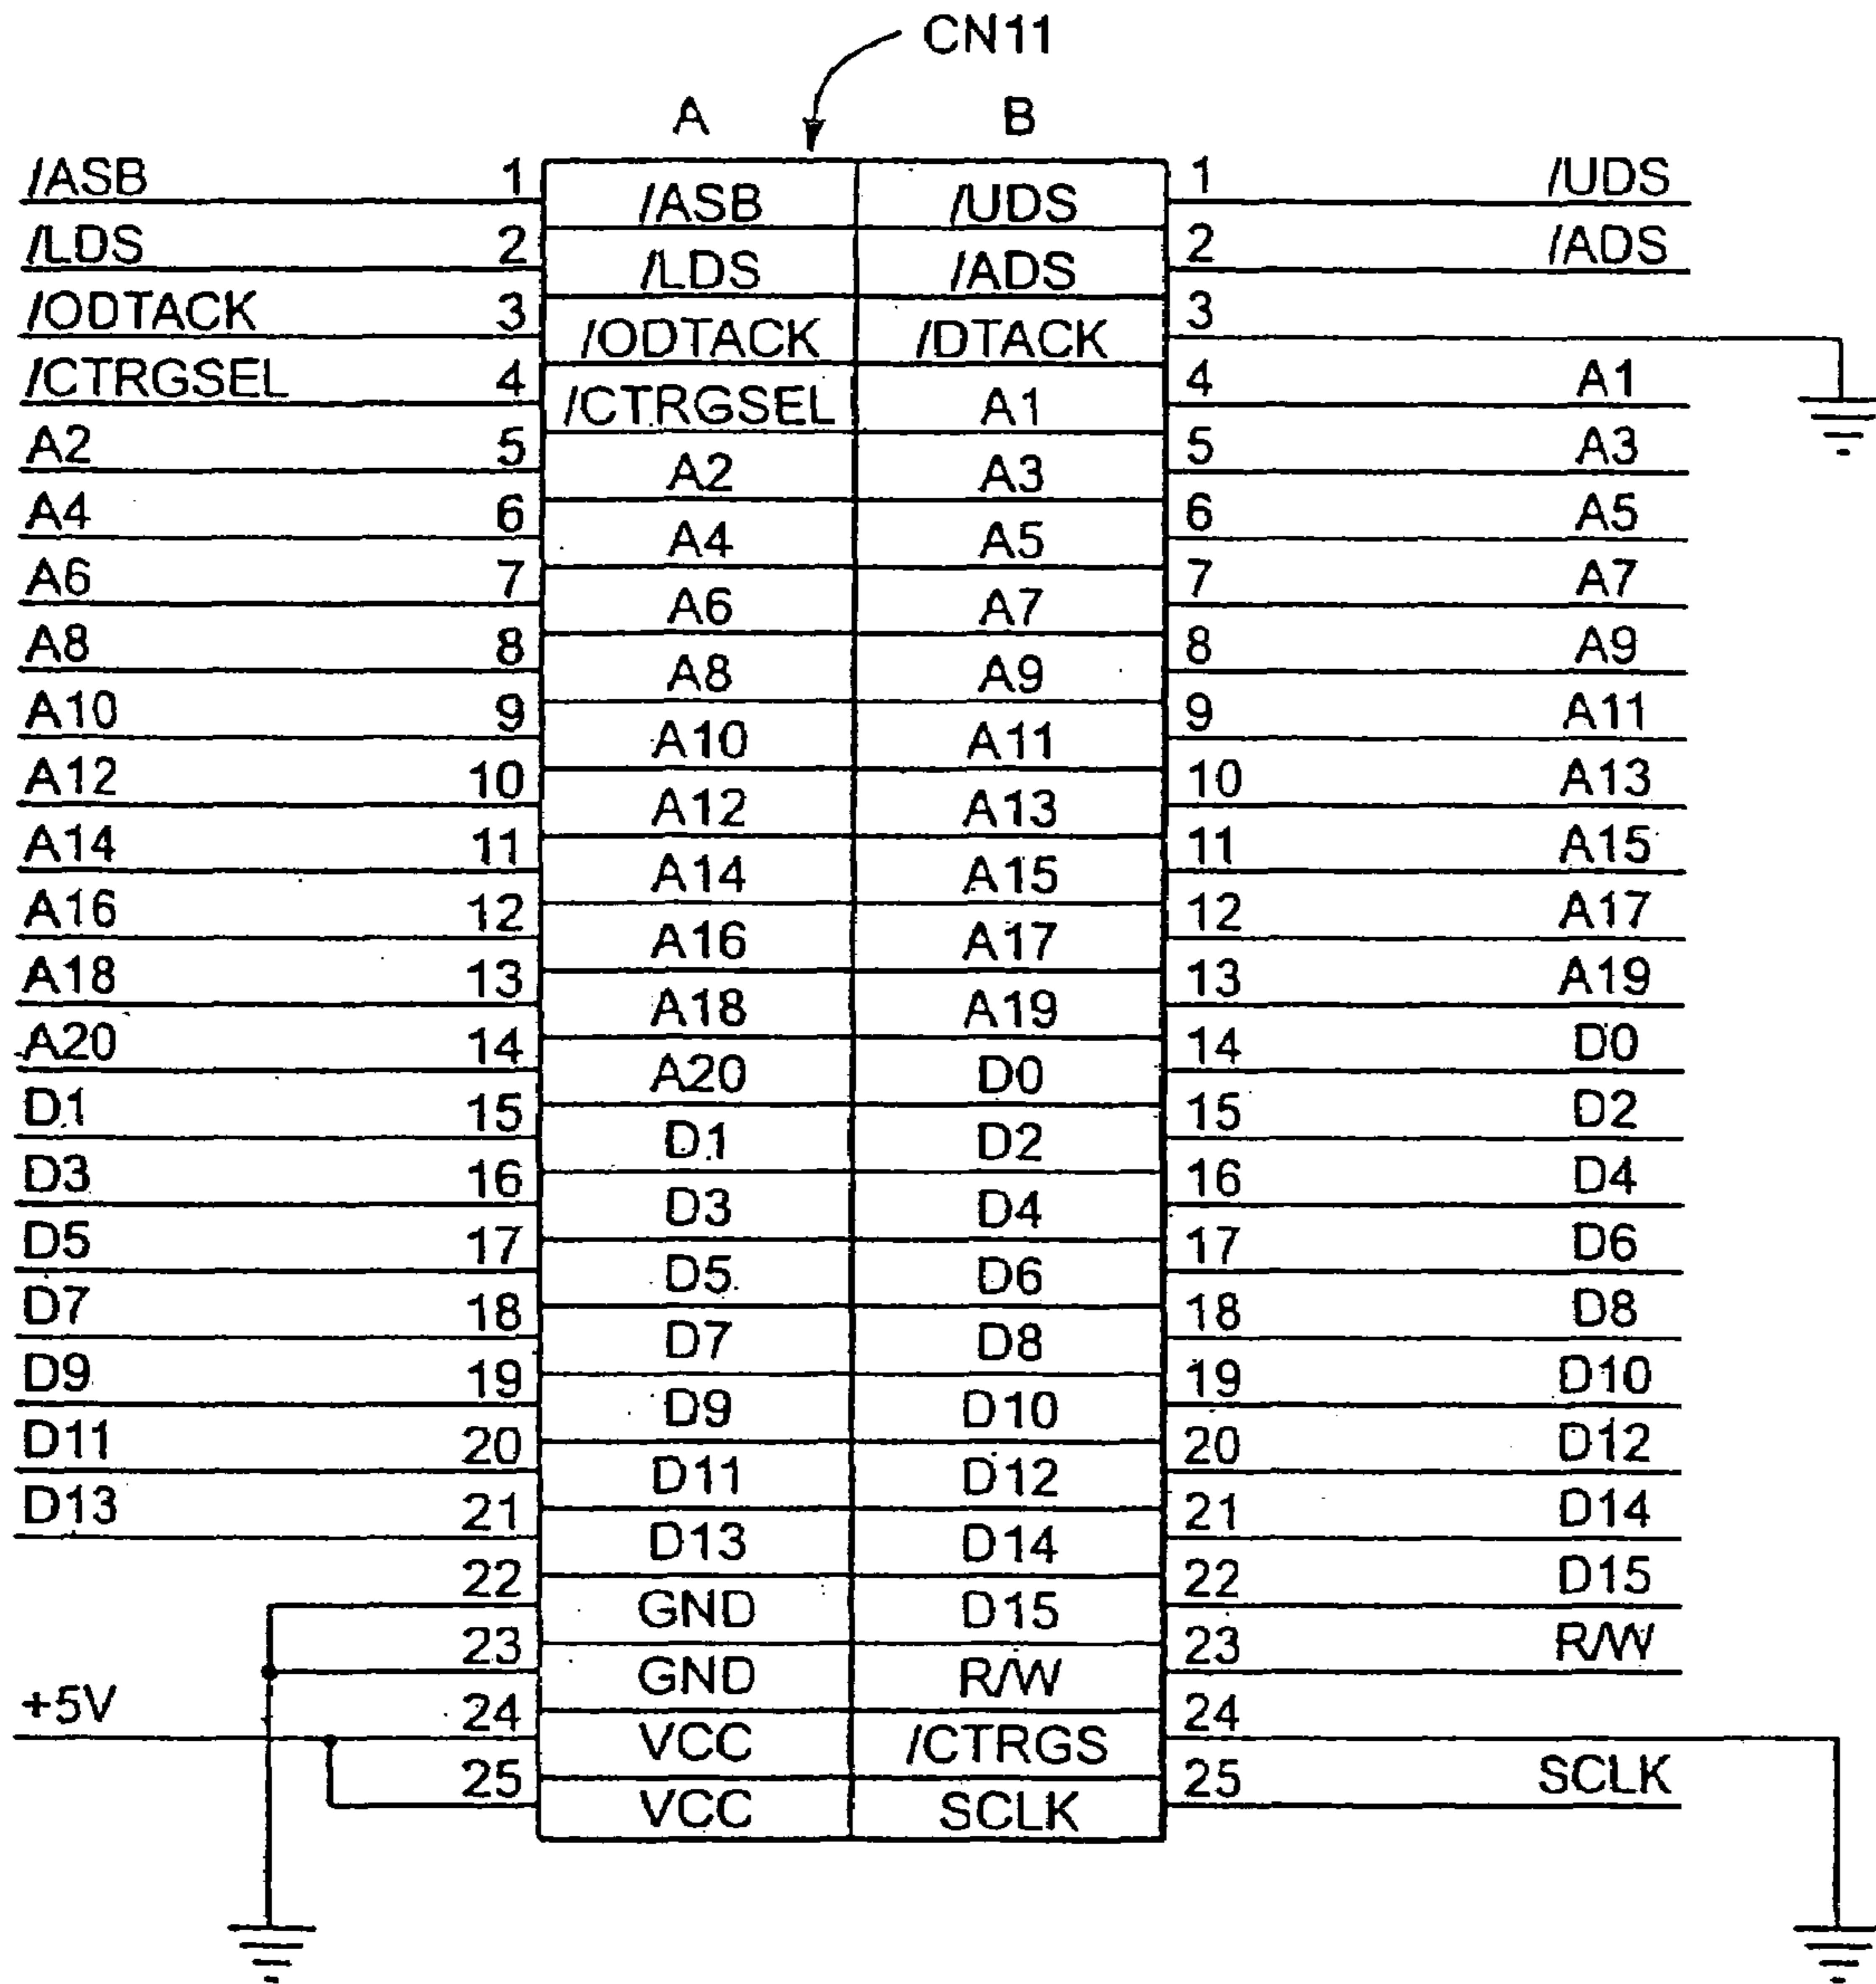 CN11
A B
/ASB 1 /ASB /UDS 1 /UDS
/LDS 2 /LDS /ADS 2 /ADS
/ODTACK 3 /ODTACK /DTACK 3
/CTRGSEL 4 /CTRGSEL A1 4 A1
A2 5 A2 A3 5 A3
A4 6 A4 A5 6 A5
A6 7 A6 A7 7 A7
A8 8 A8 A9 8 A9
A10 9 A10 A11 9 A11
A12 10 A12 A13 10 A13
A14 11 A14 A15 11 A15
A16 12 A16 A17 12 A17
A18 13 A18 A19 13 A19
A20 14 A20 D0 14 D0
D1 15 D1 D2 15 D2
D3 16 D3 D4 16 D4
D5 17 D5 D6 17 D6
D7 18 D7 D8 18 D8
D9 19 D9 D10 19 D10
D11 20 D11 D12 20 D12
D13 21 D13 D14 21 D14
22 GND D15 22 D15
23 GND R/W 23 R/W
+5V 24 VCC /CTRGS 24
25 VCC SCLK 25 SCLK